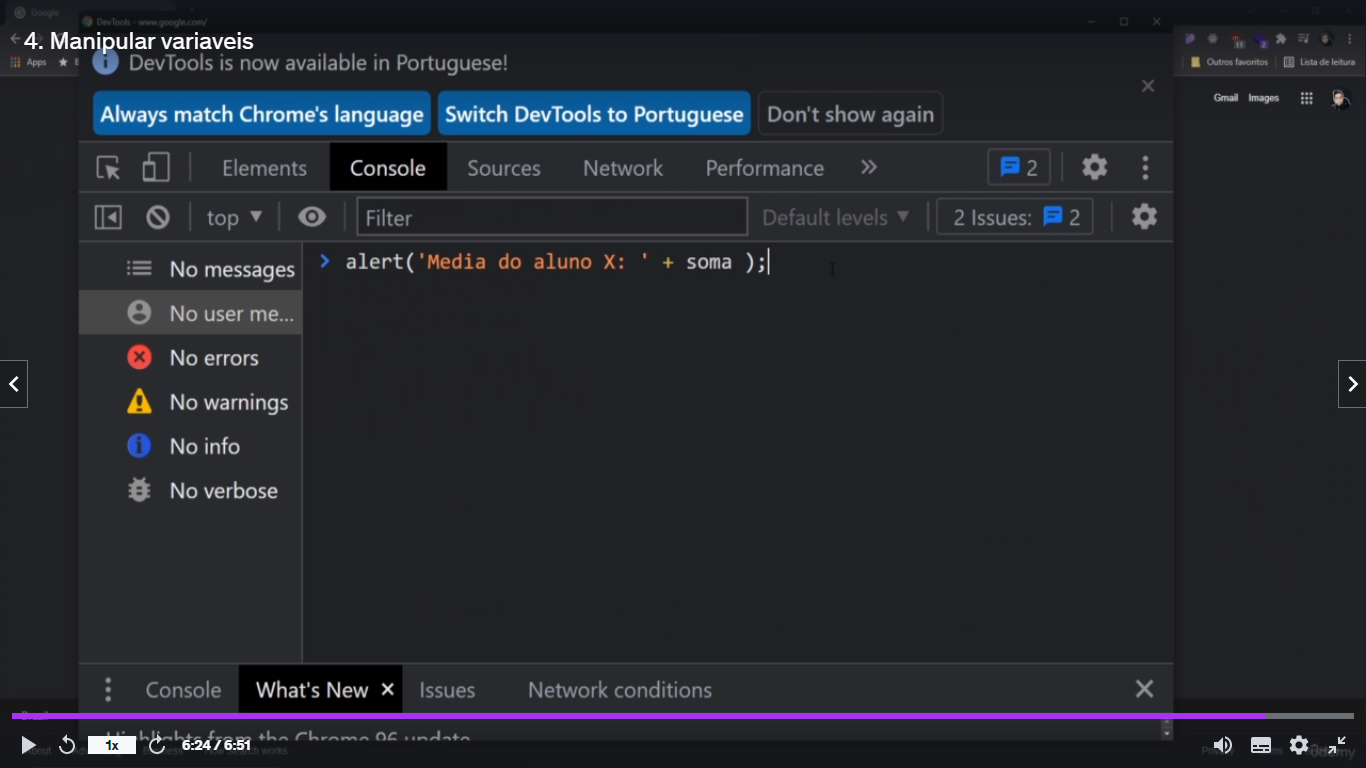 Google
DevTools - www.google.com/
4. Manipular variaveis
Apps
DevTools is now available in Portuguese!
Outros favoritos
Lista de leitura
Always match Chrome's language
Switch DevTools to Portuguese
Don't show again
Gmail Images
Elements Console Sources Network Performance » 2
top ▼ Filter Default levels ▼ 2 Issues: 2
No messages
> alert('Media do aluno X: ' + soma );
No user me...
No errors
No warnings
No info
No verbose
Console What's New × Issues Network conditions
Highlights from the Chrome 96 update
1x 6:24 / 6:51
udemy